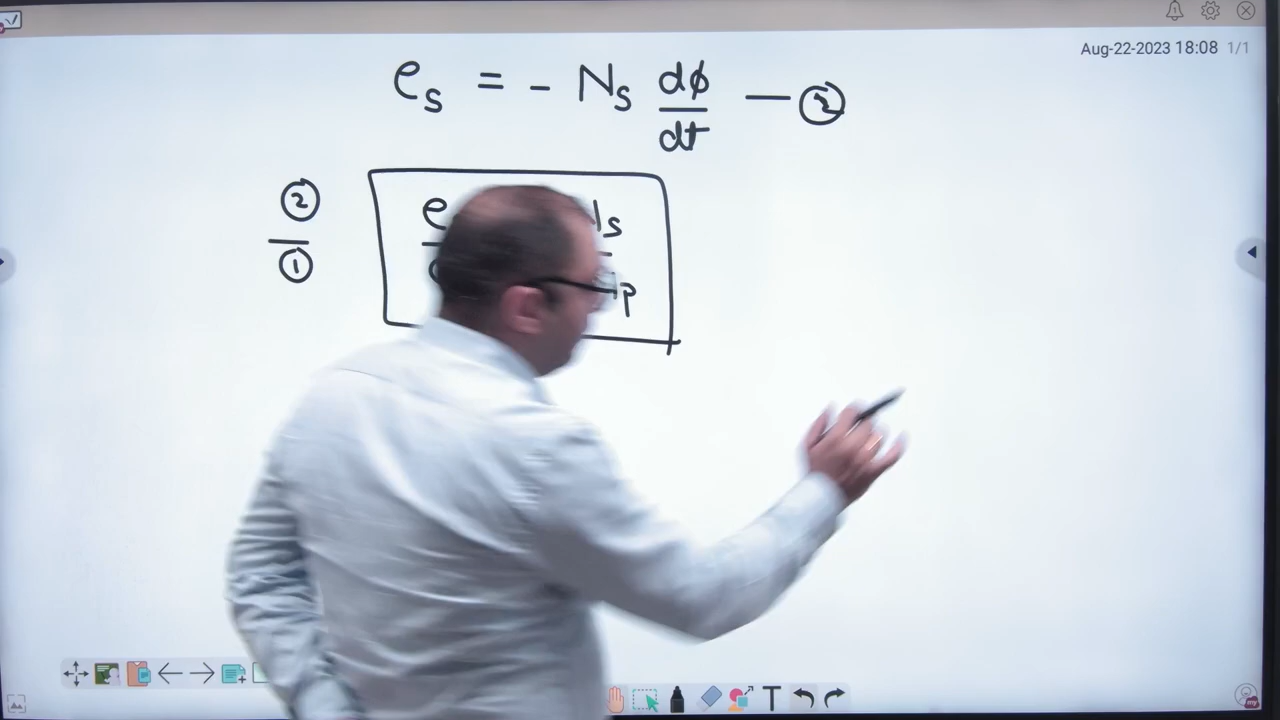 Aug-22-2023 18:08 1/1
e_s = - N_s dφ/dt — ②
②/①
e
s
p
T